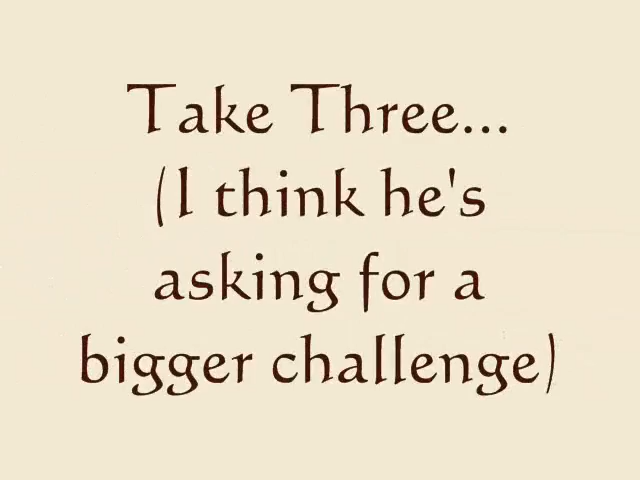 Take Three...
(I think he's
asking for a
bigger challenge)